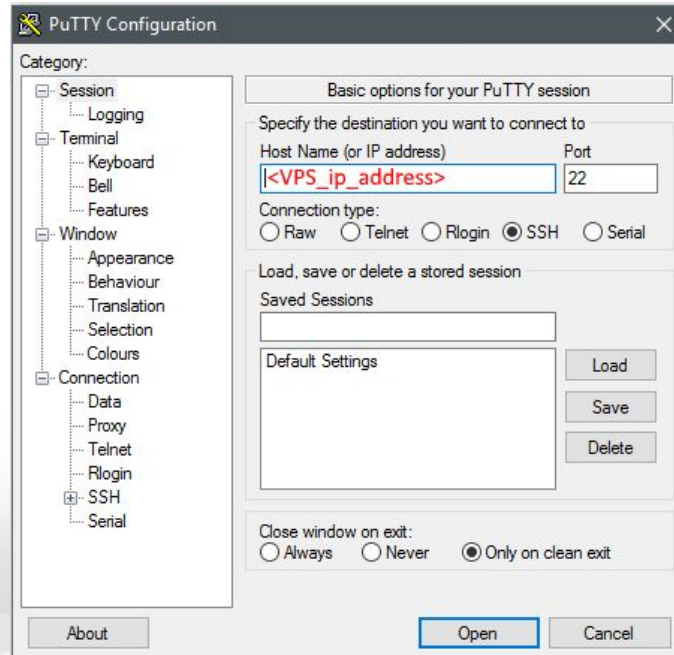 PuTTY Configuration
Category:
Session
Logging
Terminal
Keyboard
Bell
Features
Window
Appearance
Behaviour
Translation
Selection
Colours
Connection
Data
Proxy
Telnet
Rlogin
SSH
Serial
Basic options for your PuTTY session
Specify the destination you want to connect to
Host Name (or IP address) Port
<VPS_ip_address> 22
Connection type:
Raw Telnet Rlogin SSH Serial
Load, save or delete a stored session
Saved Sessions
Default Settings
Load
Save
Delete
Close window on exit:
Always Never Only on clean exit
About Open Cancel